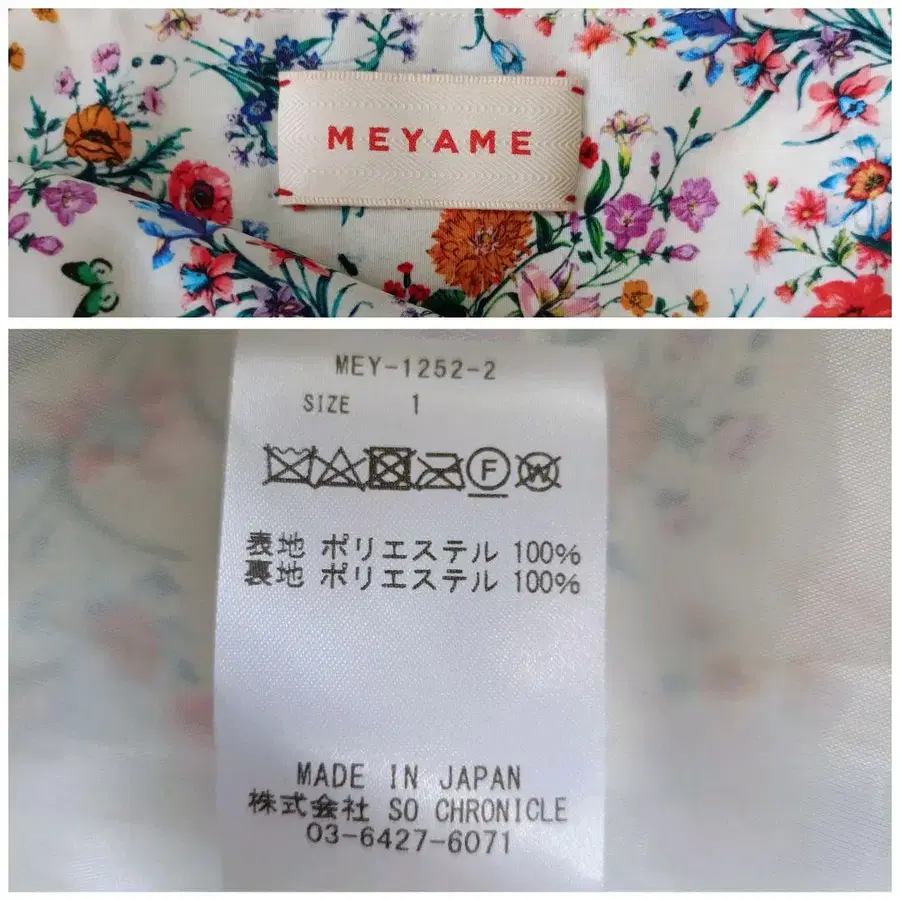 MEYAME
MEY-1252-2
SIZE 1
F W
表地 ポリエステル 100%
裏地 ポリエステル 100%
MADE IN JAPAN
株式会社 SO CHRONICLE
03-6427-6071